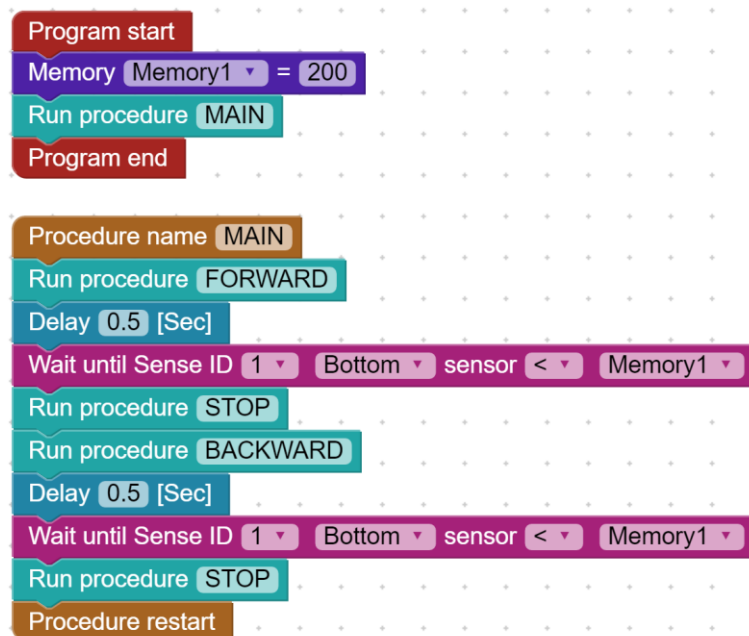 Program start
Memory Memory1 = 200
Run procedure MAIN
Program end
Procedure name MAIN
Run procedure FORWARD
Delay 0.5 [Sec]
Wait until Sense ID 1 Bottom sensor < Memory1
Run procedure STOP
Run procedure BACKWARD
Delay 0.5 [Sec]
Wait until Sense ID 1 Bottom sensor < Memory1
Run procedure STOP
Procedure restart